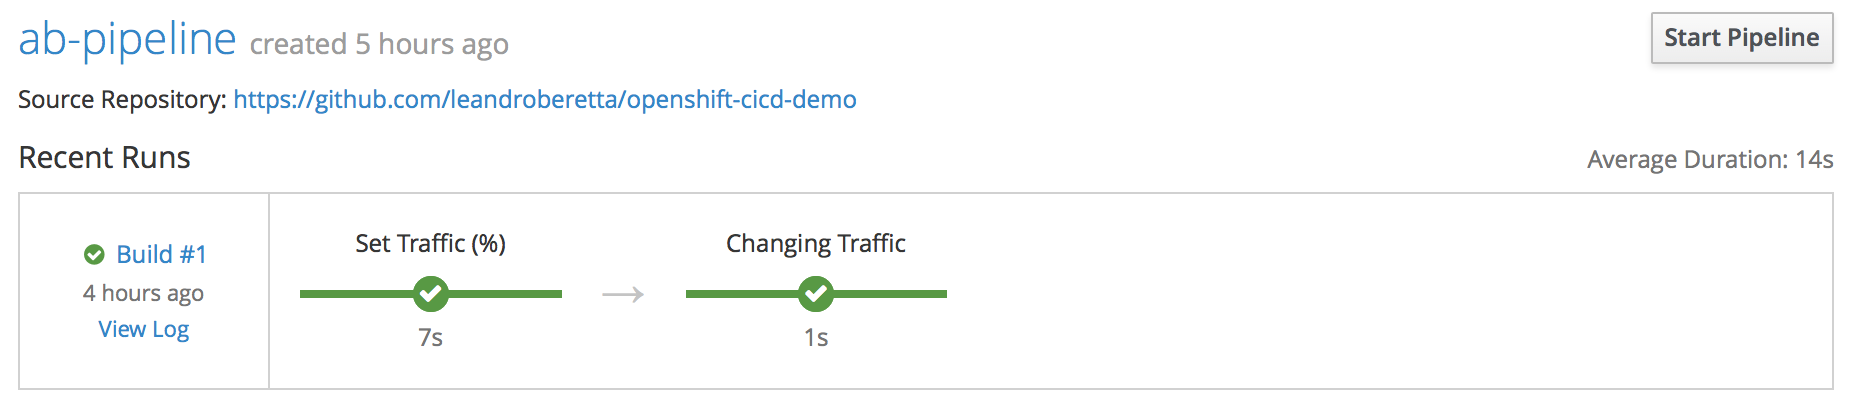 ab-pipeline created 5 hours ago
Start Pipeline
Source Repository: https://github.com/leandroberetta/openshift-cicd-demo
Recent Runs
Average Duration: 14s
Build #1
4 hours ago
View Log
Set Traffic (%)
7s
→
Changing Traffic
1s